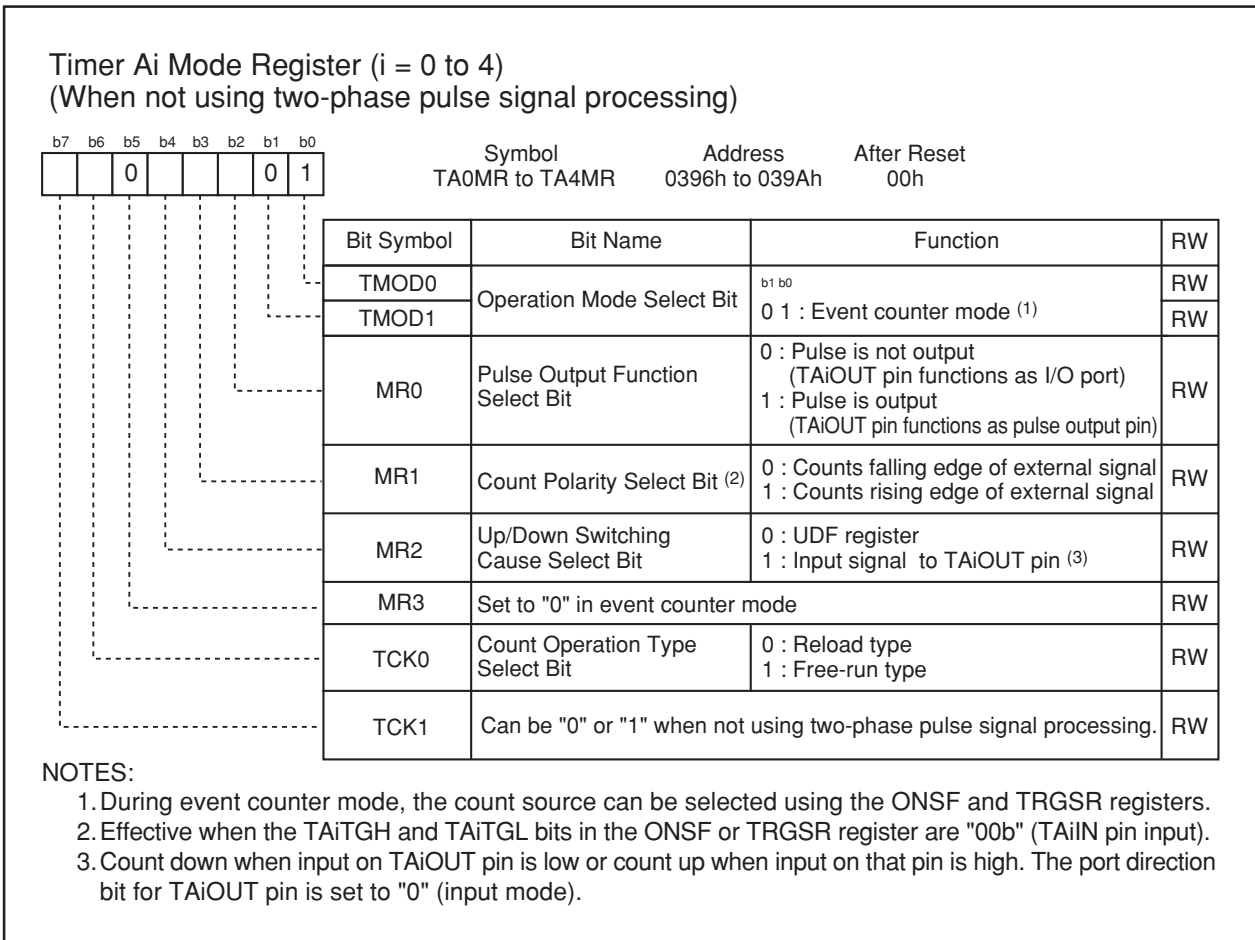 Timer Ai Mode Register (i = 0 to 4)
(When not using two-phase pulse signal processing)
b7 b6 b5 b4 b3 b2 b1 b0
0 0 1
Symbol Address After Reset
TA0MR to TA4MR 0396h to 039Ah 00h
Bit Symbol Bit Name Function RW
TMOD0 Operation Mode Select Bit b1 b0 RW
TMOD1 0 1 : Event counter mode (1) RW
MR0 Pulse Output Function Select Bit 0 : Pulse is not output RW
(TAiOUT pin functions as I/O port)
1 : Pulse is output
(TAiOUT pin functions as pulse output pin)
MR1 Count Polarity Select Bit (2) 0 : Counts falling edge of external signal RW
1 : Counts rising edge of external signal
MR2 Up/Down Switching Cause Select Bit 0 : UDF register RW
1 : Input signal to TAiOUT pin (3)
MR3 Set to "0" in event counter mode RW
TCK0 Count Operation Type Select Bit 0 : Reload type RW
1 : Free-run type
TCK1 Can be "0" or "1" when not using two-phase pulse signal processing. RW
NOTES:
1. During event counter mode, the count source can be selected using the ONSF and TRGSR registers.
2. Effective when the TAiTGH and TAiTGL bits in the ONSF or TRGSR register are "00b" (TAiIN pin input).
3. Count down when input on TAiOUT pin is low or count up when input on that pin is high. The port direction
bit for TAiOUT pin is set to "0" (input mode).